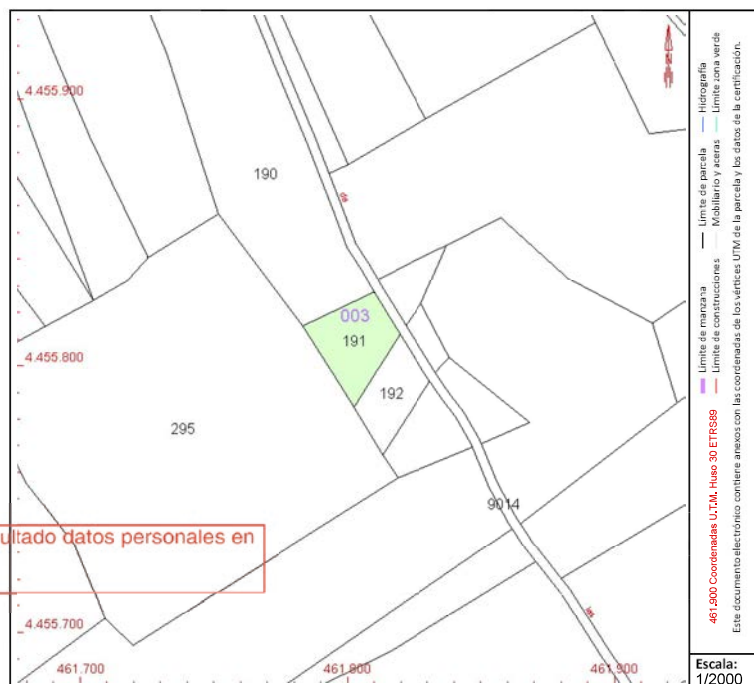 4.455.900
190
de
003
191
4.455.800
192
295
9014
ultado datos personales en
4.455.700
las
461.700
461.800
461.900
Límite de manzana
Límite de parcela
Hidrografía
Límite de construcciones
Mobiliario y aceras
Límite zona verde
461.900 Coordenadas U.T.M. Huso 30 ETRS89
Este documento electrónico contiene anexos con las coordenadas de los vértices UTM de la parcela y los datos de la certificación.
Escala:
1/2000